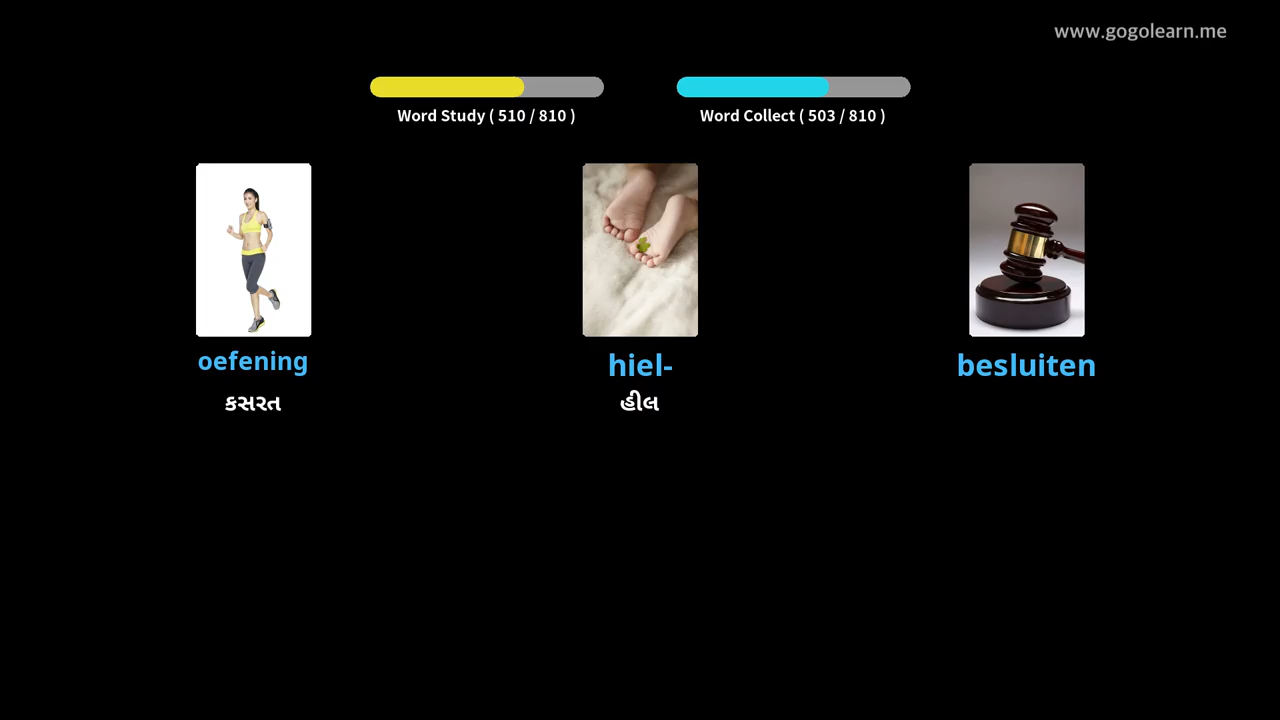 www.gogolearn.me
Word Study ( 510 / 810 )
Word Collect ( 503 / 810 )
oefening
hiel-
besluiten
કસરત
હીલ